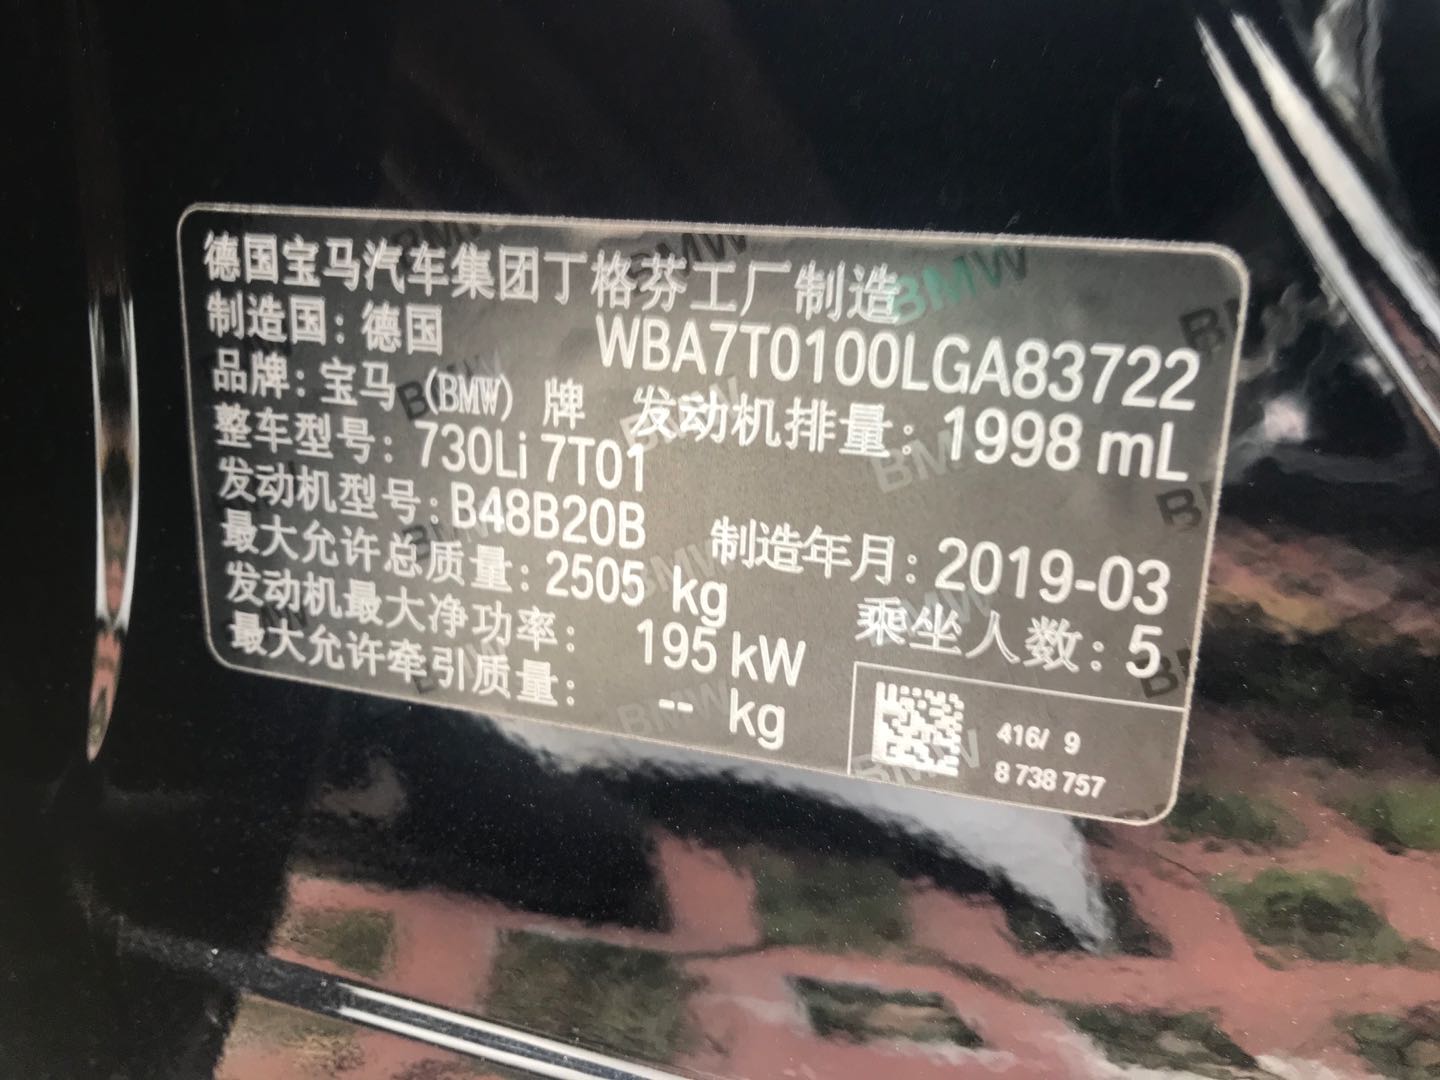 德国宝马汽车集团丁格芬工厂制造
制造国：德国 WBA7T0100LGA83722
品牌：宝马（BMW）牌 发动机排量：1998 mL
整车型号：730Li 7T01
发动机型号：B48B20B 制造年月：2019-03
最大允许总质量：2505 kg 乘坐人数：5
发动机最大净功率： 195 kW
最大允许牵引质量： -- kg
416/ 9
8 738 757